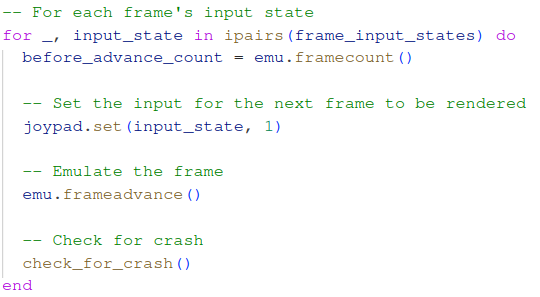 -- For each frame's input state
for _, input_state in ipairs(frame_input_states) do
  before_advance_count = emu.framecount()

  -- Set the input for the next frame to be rendered
  joypad.set(input_state, 1)

  -- Emulate the frame
  emu.frameadvance()

  -- Check for crash
  check_for_crash()
end